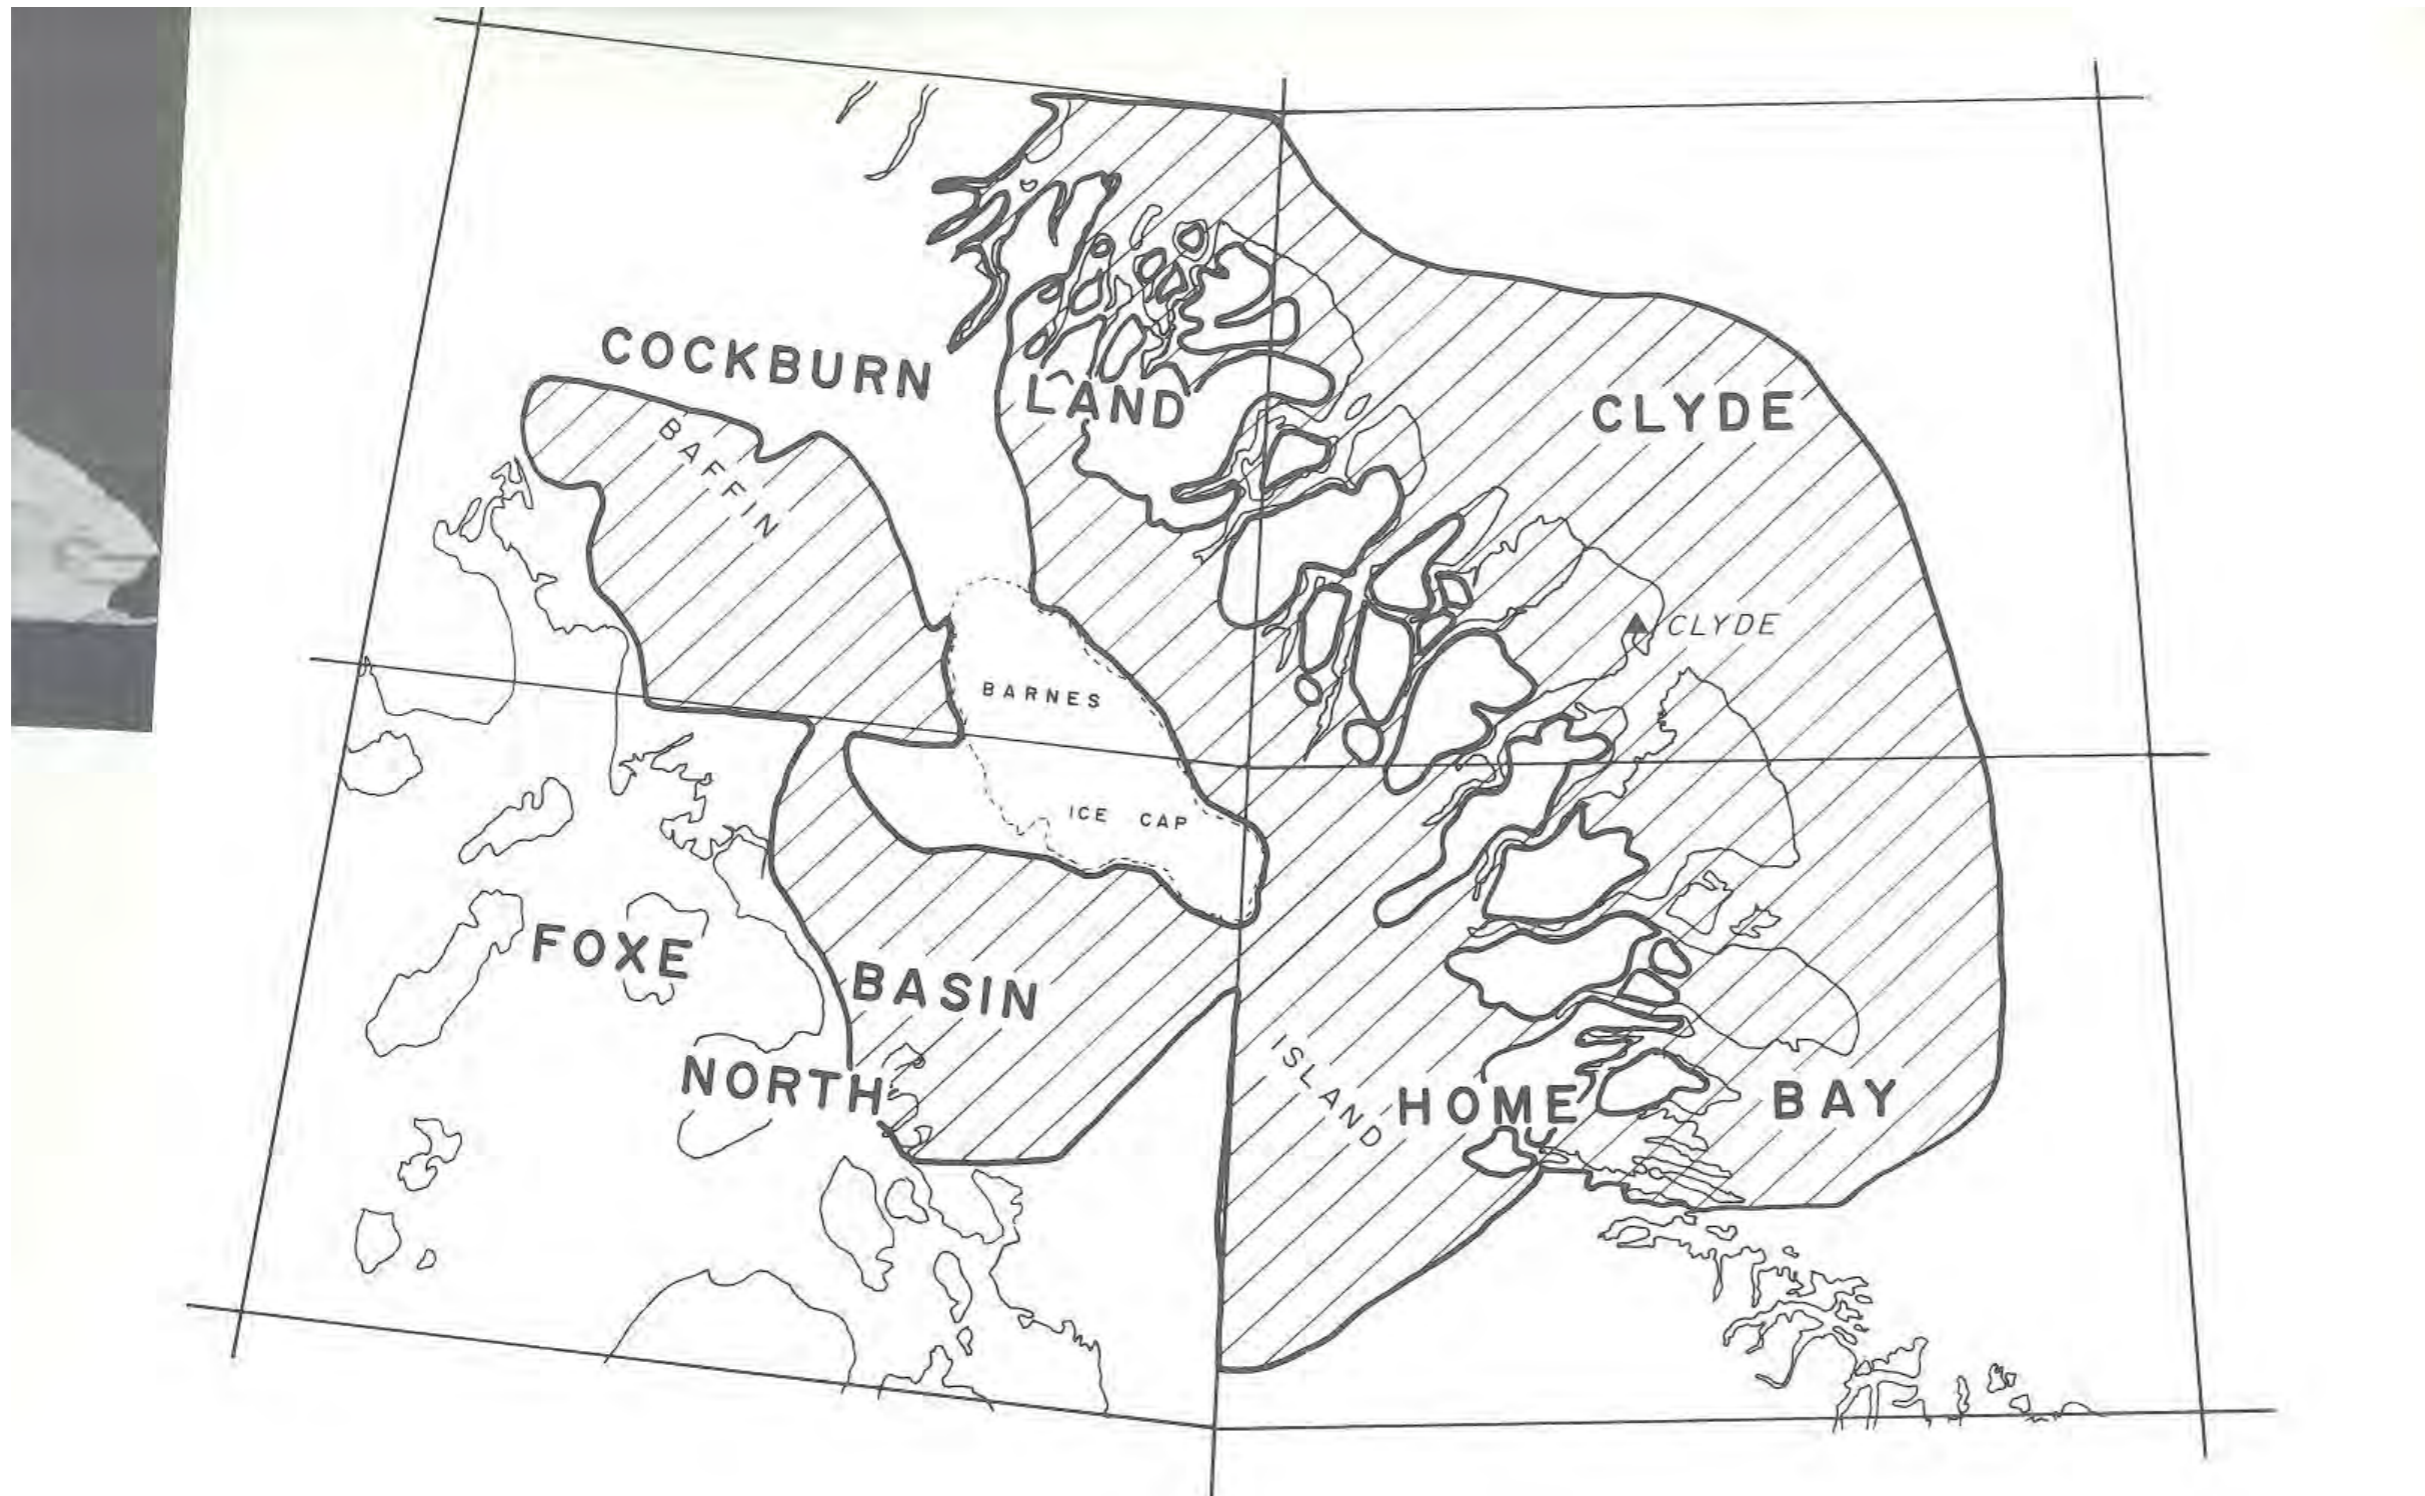 COCKBURN LAND
CLYDE
BAFFIN
CLYDE
BARNES
ICE CAP
FOXE
BASIN
NORTH
ISLAND
HOME BAY